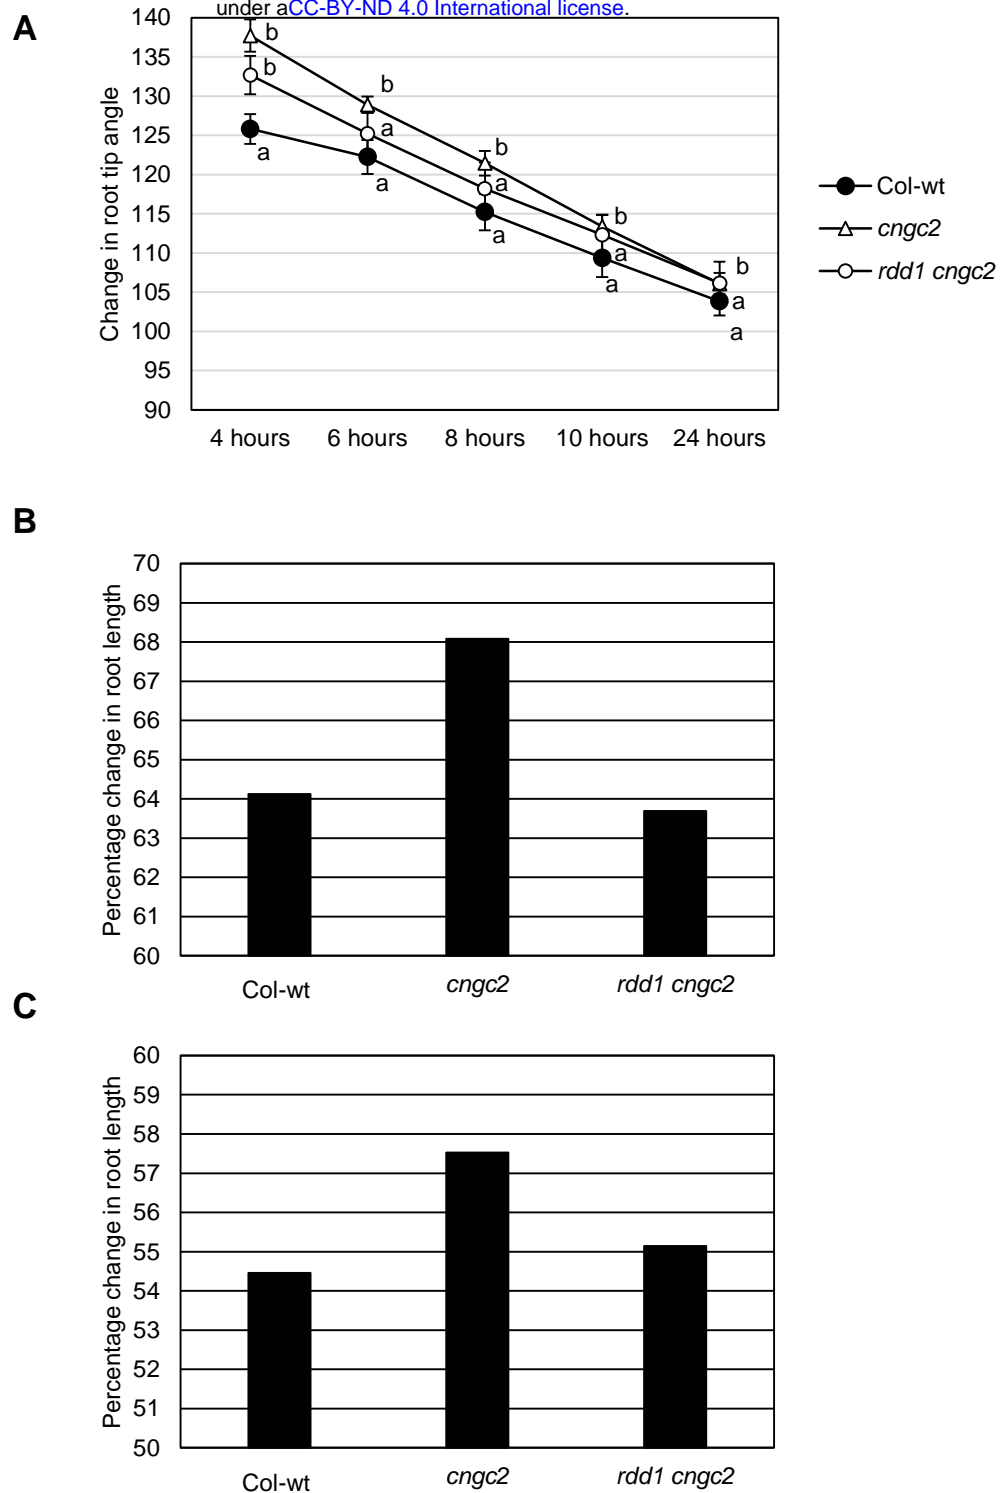 under aCC-BY-ND 4.0 International license.
A
Change in root tip angle
140
135
130
125
120
115
110
105
100
95
90
b
b
a
b
a
a
b
a
a
b
a
a
b
a
a
4 hours 6 hours 8 hours 10 hours 24 hours
Col-wt
cngc2
rdd1 cngc2
B
Percentage change in root length
70
69
68
67
66
65
64
63
62
61
60
Col-wt cngc2 rdd1 cngc2
C
Percentage change in root length
60
59
58
57
56
55
54
53
52
51
50
Col-wt cngc2 rdd1 cngc2